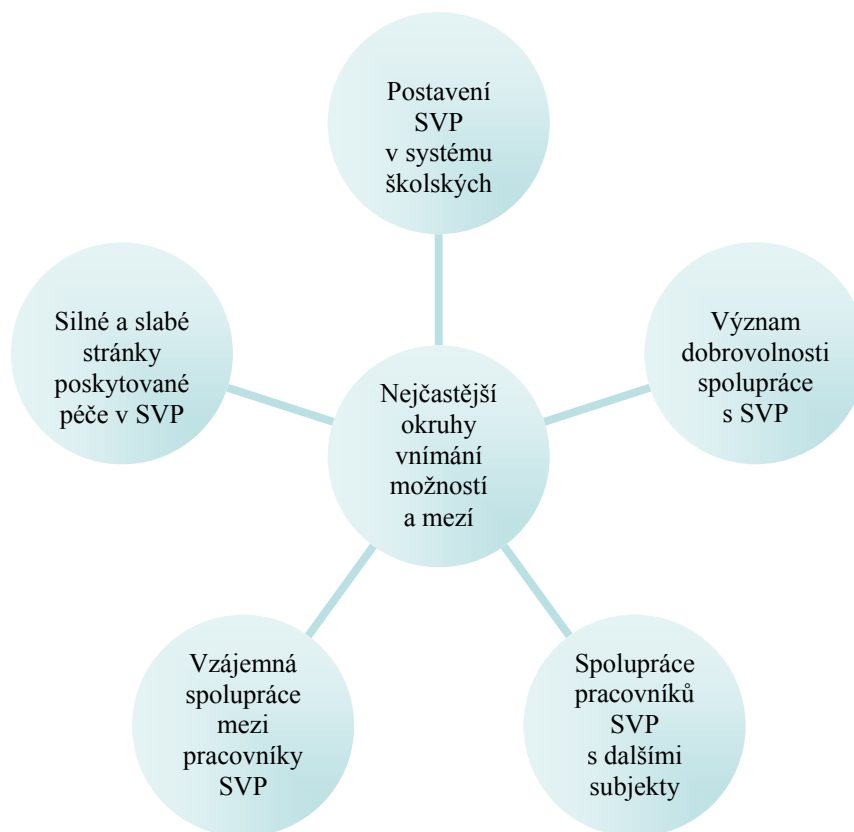 Postavení
SVP
v systému
školských
Silné a slabé
stránky
poskytované
péče v SVP
Význam
dobrovolnosti
spolupráce
s SVP
Nejčastější
okruhy
vnímání
možností
a mezí
Vzájemná
spolupráce
mezi
pracovníky
SVP
Spolupráce
pracovníků
SVP
s dalšími
subjekty